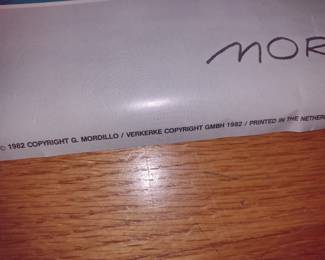 MOR
© 1982 COPYRIGHT G. MORDILLO / VERKERKE COPYRIGHT GMBH 1982 / PRINTED IN THE NETHER